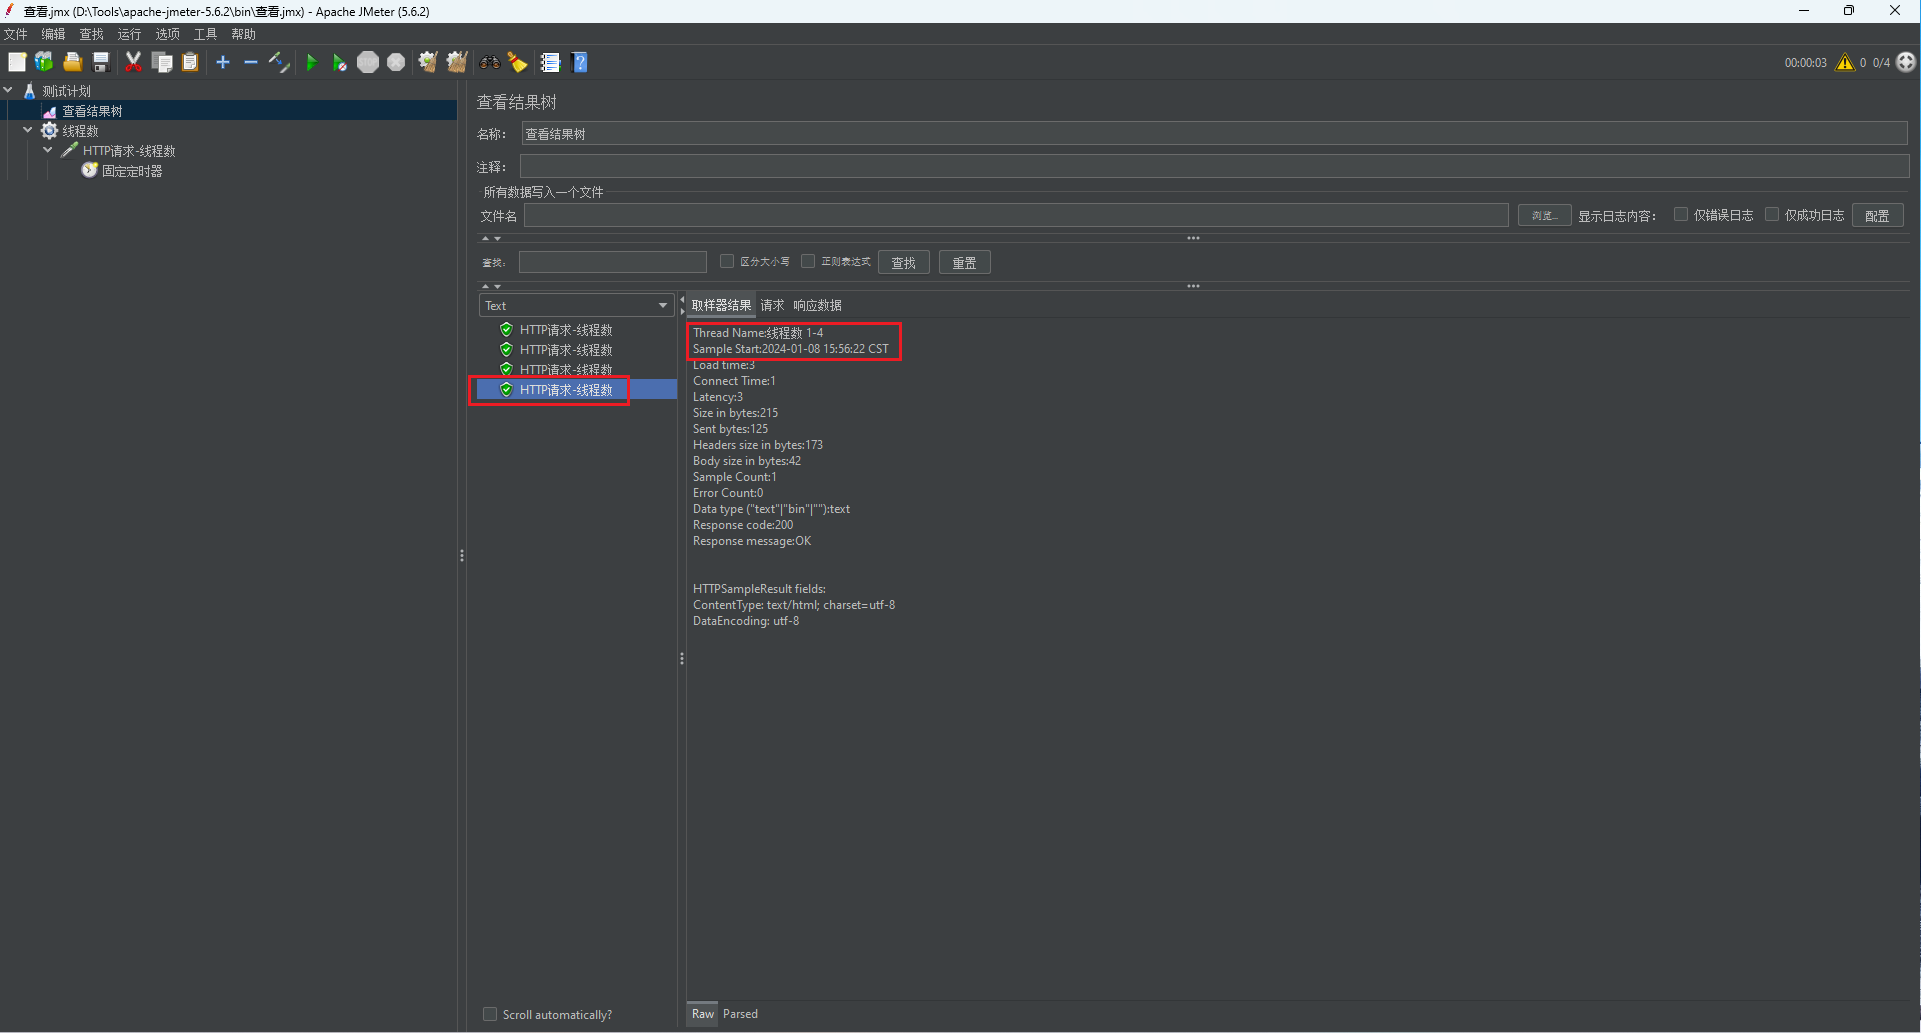 查看.jmx (D:\Tools\apache-jmeter-5.6.2\bin\查看.jmx) - Apache JMeter (5.6.2)
文件 编辑 查找 运行 选项 工具 帮助
STOP
?
00:00:03 0 0/4
测试计划
查看结果树
线程数
HTTP请求-线程数
固定定时器
查看结果树
名称： 查看结果树
注释：
所有数据写入一个文件
文件名 浏览... 显示日志内容： 仅错误日志 仅成功日志 配置
查找： 区分大小写 正则表达式 查找 重置
Text
HTTP请求-线程数
HTTP请求-线程数
HTTP请求-线程数
HTTP请求-线程数
Scroll automatically?
取样器结果 请求 响应数据
Thread Name:线程数 1-4
Sample Start:2024-01-08 15:56:22 CST
Load time:3
Connect Time:1
Latency:3
Size in bytes:215
Sent bytes:125
Headers size in bytes:173
Body size in bytes:42
Sample Count:1
Error Count:0
Data type ("text"|"bin"|""):text
Response code:200
Response message:OK
HTTPSampleResult fields:
ContentType: text/html; charset=utf-8
DataEncoding: utf-8
Raw Parsed